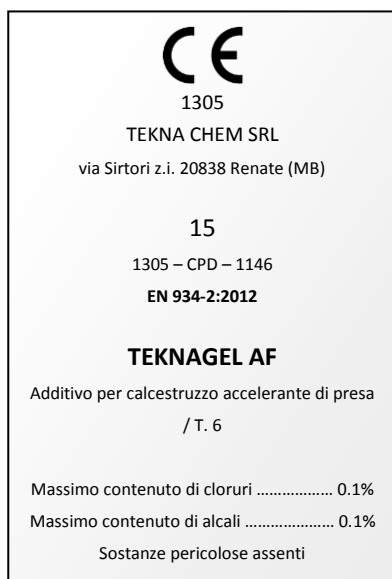 CE
1305
TEKNA CHEM SRL
via Sirtori z.i. 20838 Renate (MB)
15
1305 – CPD – 1146
EN 934-2:2012
TEKNAGEL AF
Additivo per calcestruzzo accelerante di presa
/ T. 6
Massimo contenuto di cloruri ……………… 0.1%
Massimo contenuto di alcali ………………… 0.1%
Sostanze pericolose assenti